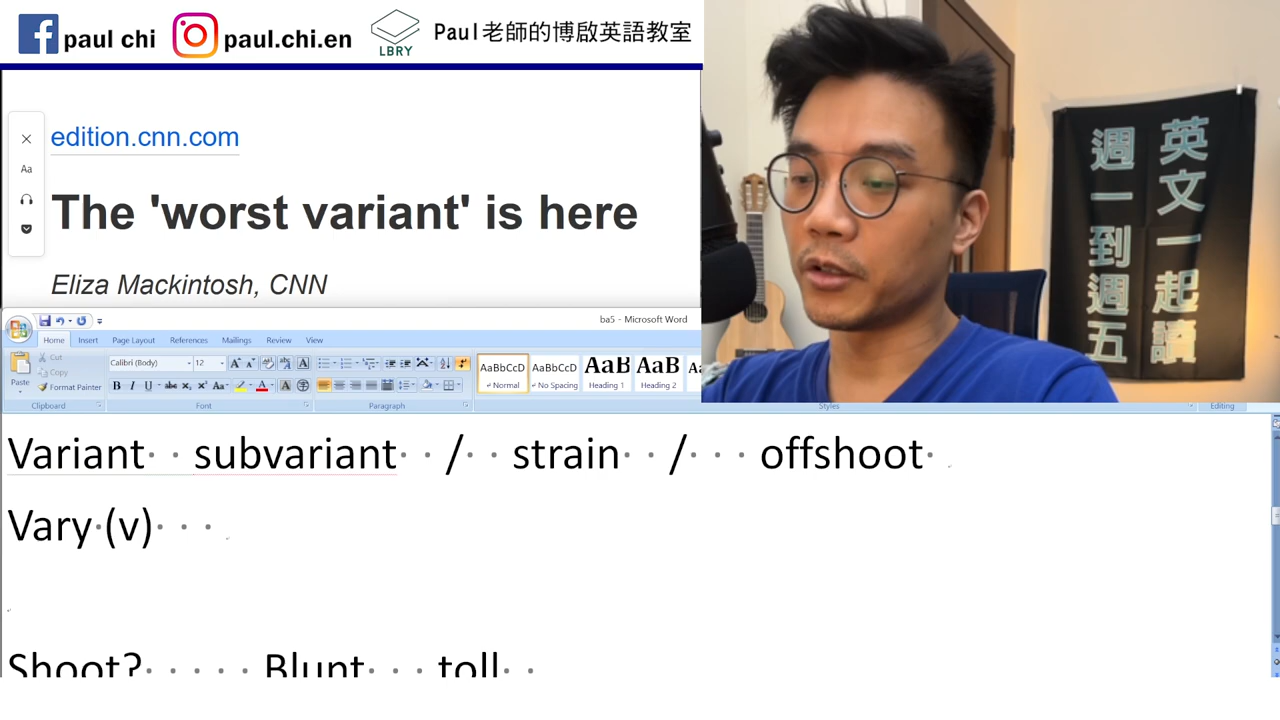 paul chi paul.chi.en LBRY Paul老師的博啟英語教室
edition.cnn.com
Aa
The 'worst variant' is here
Eliza Mackintosh, CNN
ba5 - Microsoft Word
Home Insert Page Layout References Mailings Review View
Paste
Cut
Copy
Format Painter
Calibri (Body) 12
AaBbCcD AaBbCcD AaB AaB Aa
Normal No Spacing Heading 1 Heading 2
Clipboard Font Paragraph Styles Editing
Variant subvariant / strain / offshoot
Vary (v)
Shoot? Blunt toll
英文一起讀
週一到週五